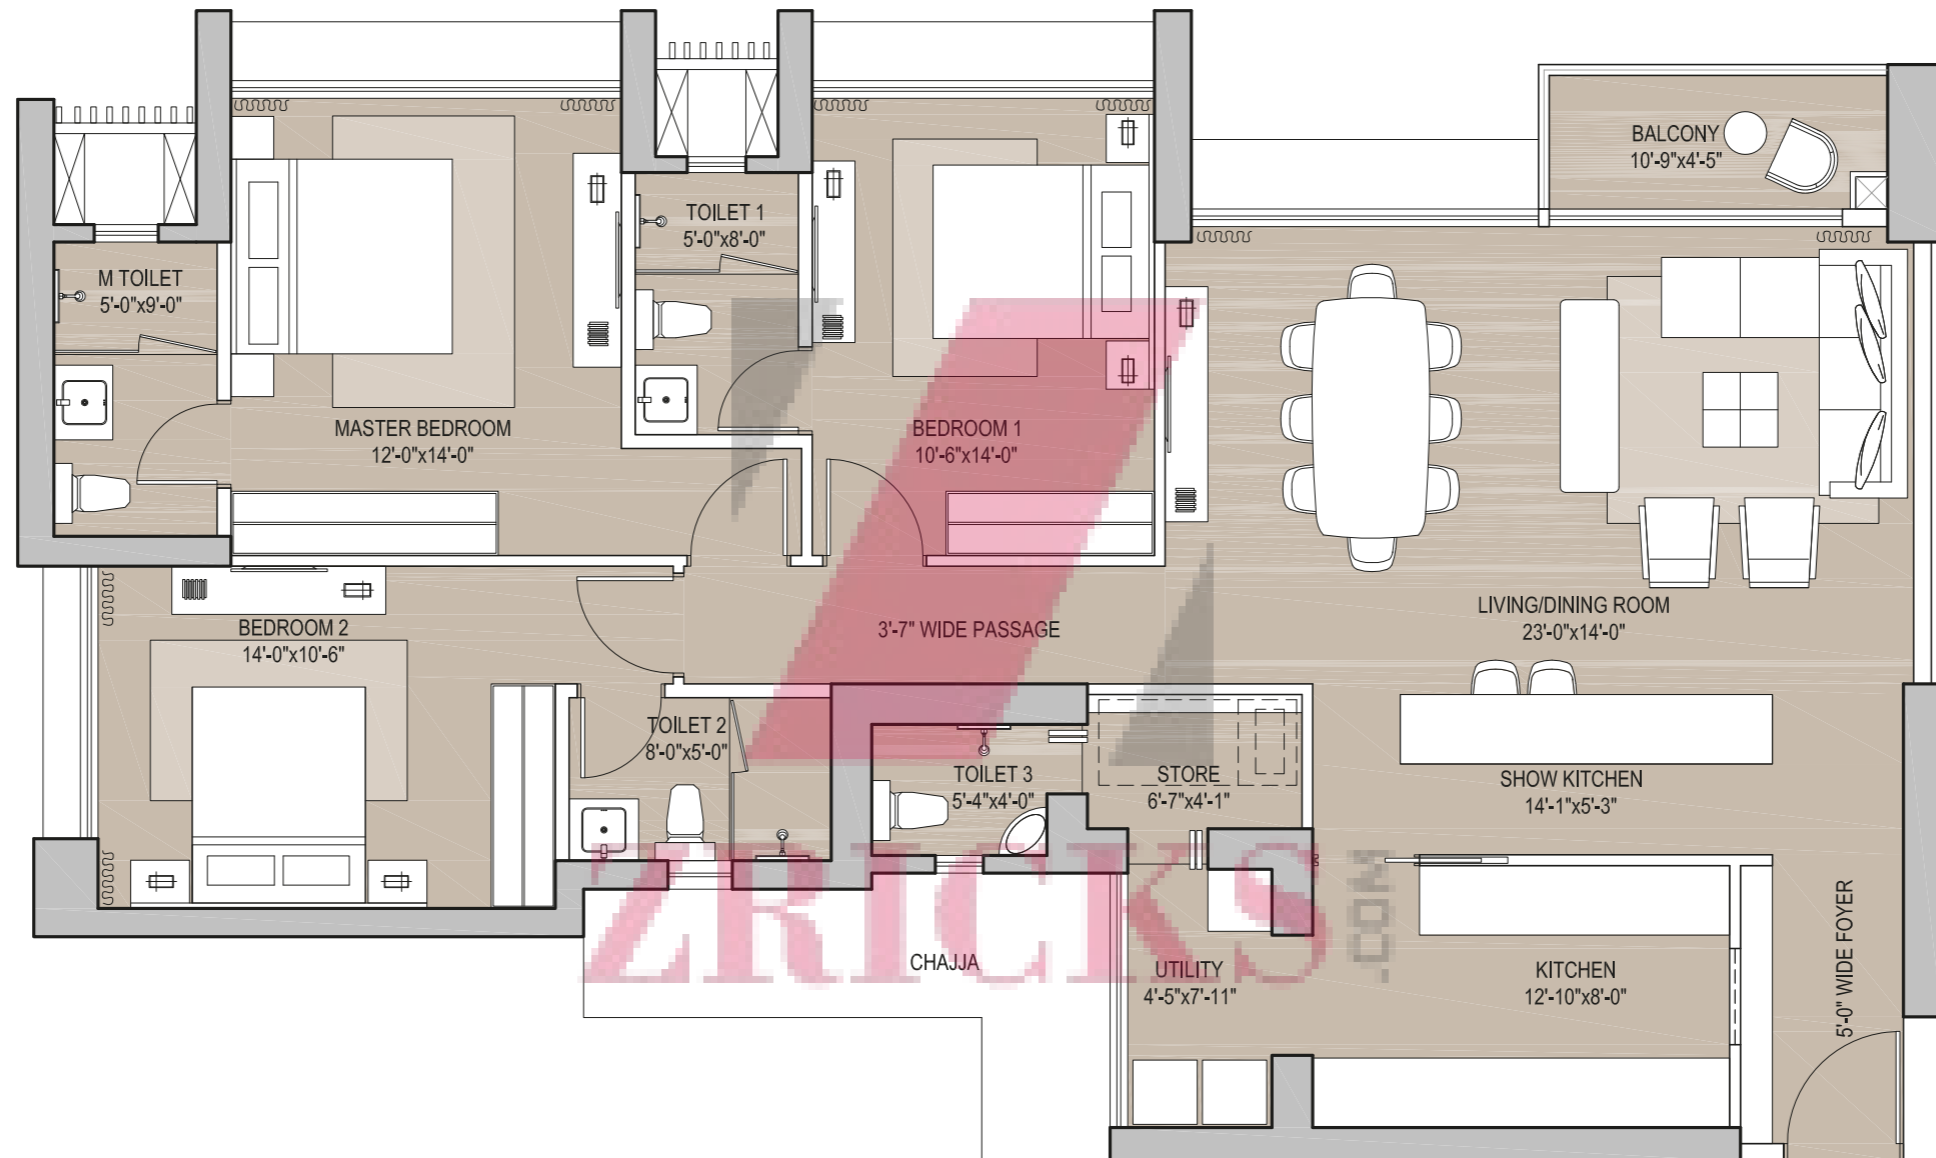 BALCONY
10'-9"x4'-5"
TOILET 1
5'-0"x8'-0"
M TOILET
5'-0"x9'-0"
MASTER BEDROOM
12'-0"x14'-0"
BEDROOM 1
10'-6"x14'-0"
LIVING/DINING ROOM
23'-0"x14'-0"
BEDROOM 2
14'-0"x10'-6"
3'-7" WIDE PASSAGE
TOILET 2
8'-0"x5'-0"
TOILET 3
5'-4"x4'-0"
STORE
6'-7"x4'-1"
SHOW KITCHEN
14'-1"x5'-3"
5'-0" WIDE FOYER
CHAJJA
UTILITY
4'-5"x7'-11"
KITCHEN
12'-10"x8'-0"
ZRICKS
.COM